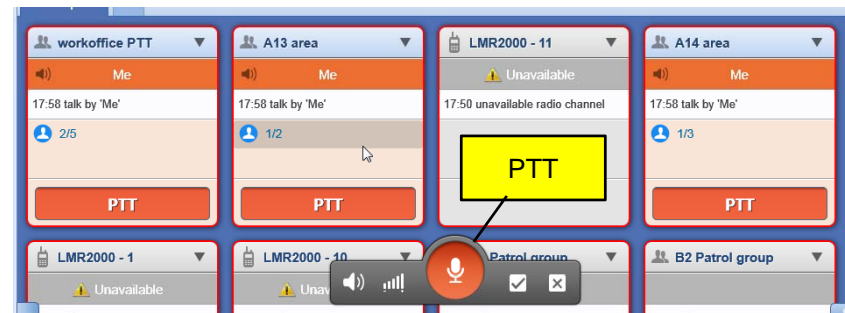 workoffice PTT
Me
17:58 talk by 'Me'
2/5
PTT
A13 area
Me
17:58 talk by 'Me'
1/2
PTT
LMR2000 - 11
Unavailable
17:50 unavailable radio channel
PTT
A14 area
Me
17:58 talk by 'Me'
1/3
PTT
LMR2000 - 1
Unavailable
LMR2000 - 10
Patrol group
B2 Patrol group